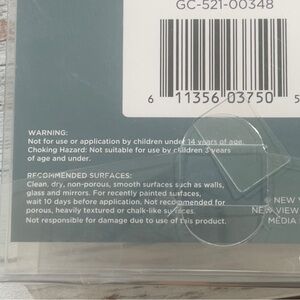 GC-521-00348
6 11356 03750 5
WARNING:
Not for use or application by children under 14 years of age.
Choking Hazard: Not suitable for use by children 3 years
of age and under.
RECOMMENDED SURFACES:
Clean, dry, non-porous, smooth surfaces such as walls,
glass and mirrors. For recently painted surfaces,
wait 10 days before application. Not recommended for
porous, heavily textured or chalk-like surfaces.
Not responsible for damage due to use of this product.
NEW
NEW VIEW
MEDIA